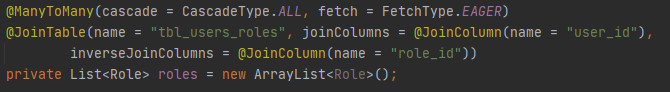 @ManyToMany(cascade = CascadeType.ALL, fetch = FetchType.EAGER)
@JoinTable(name = "tbl_users_roles", joinColumns = @JoinColumn(name = "user_id"),
inverseJoinColumns = @JoinColumn(name = "role_id"))
private List<Role> roles = new ArrayList<Role>();